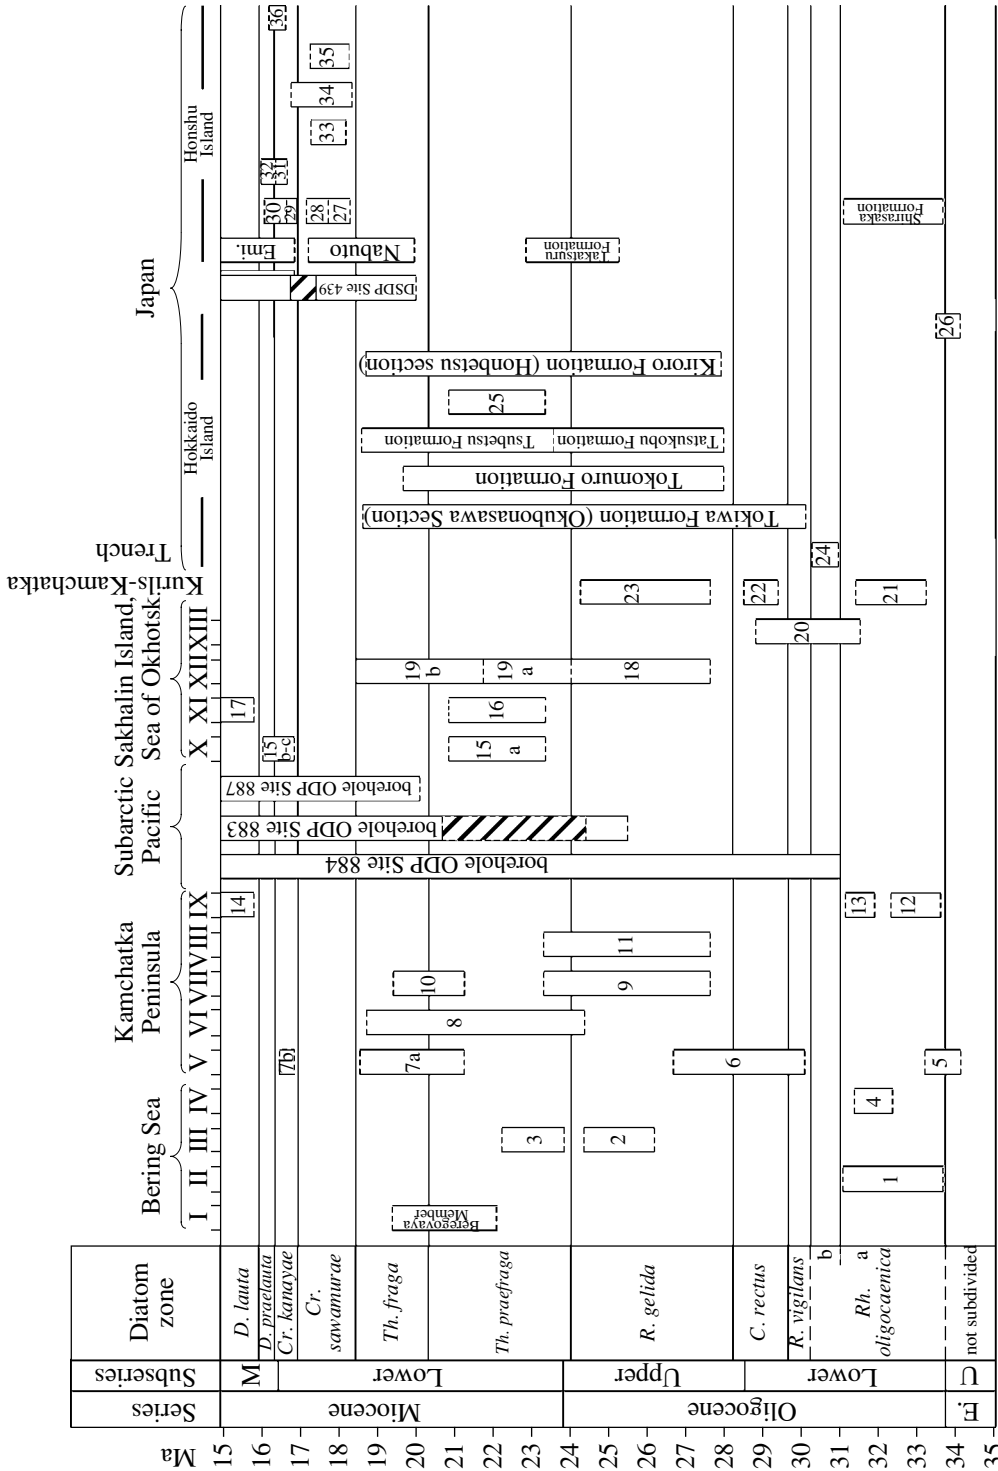 Ma
Series
Subseries
Diatom
zone
Bering Sea
I
II
III
IV
Kamchatka
Peninsula
V
VI
VII
VIII
IX
Subarctic
Pacific
Sakhalin Island,
Sea of Okhotsk
X
XI
XII
XIII
Kurils-Kamchatka
Trench
Japan
Hokkaido
Island
Honshu
Island
15
16
17
18
19
20
21
22
23
24
25
26
27
28
29
30
31
32
33
34
35
Miocene
Oligocene
E.
M
Lower
Upper
Lower
U
D. lauta
D. praelauta
Cr. kanayae
Cr.
sawamurae
Th. fraga
Th. praefraga
R. gelida
C. rectus
R. vigilans
b
a
Rh.
oligocaenica
not subdivided
Beregovaya
Member
1
2
3
4
5
6
7a
7b
8
9
10
11
12
13
14
borehole ODP Site 884
borehole ODP Site 883
borehole ODP Site 887
15
a
15
b-c
16
17
18
19
a
19
b
20
21
22
23
24
Tokiwa Formation (Okubonasawa Section)
Tokomuro Formation
Tatsukobu Formation
Tsubetsu Formation
25
Kiroro Formation (Honbetsu section)
26
DSDP Site 439
Emi.
Nabuto
Takatsuru
Formation
Shirasaka
Formation
27
28
29
30
31
32
33
34
35
36